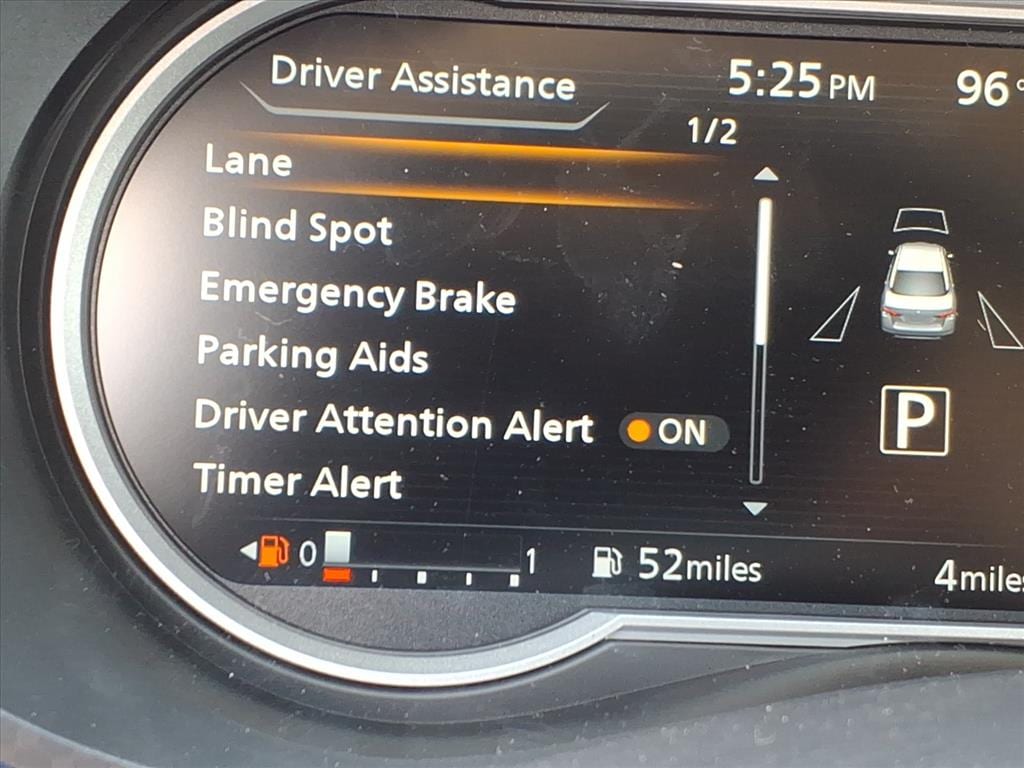 Driver Assistance
5:25 PM
96°
1/2
Lane
Blind Spot
Emergency Brake
Parking Aids
Driver Attention Alert ON
Timer Alert
P
0 1
52miles
4miles